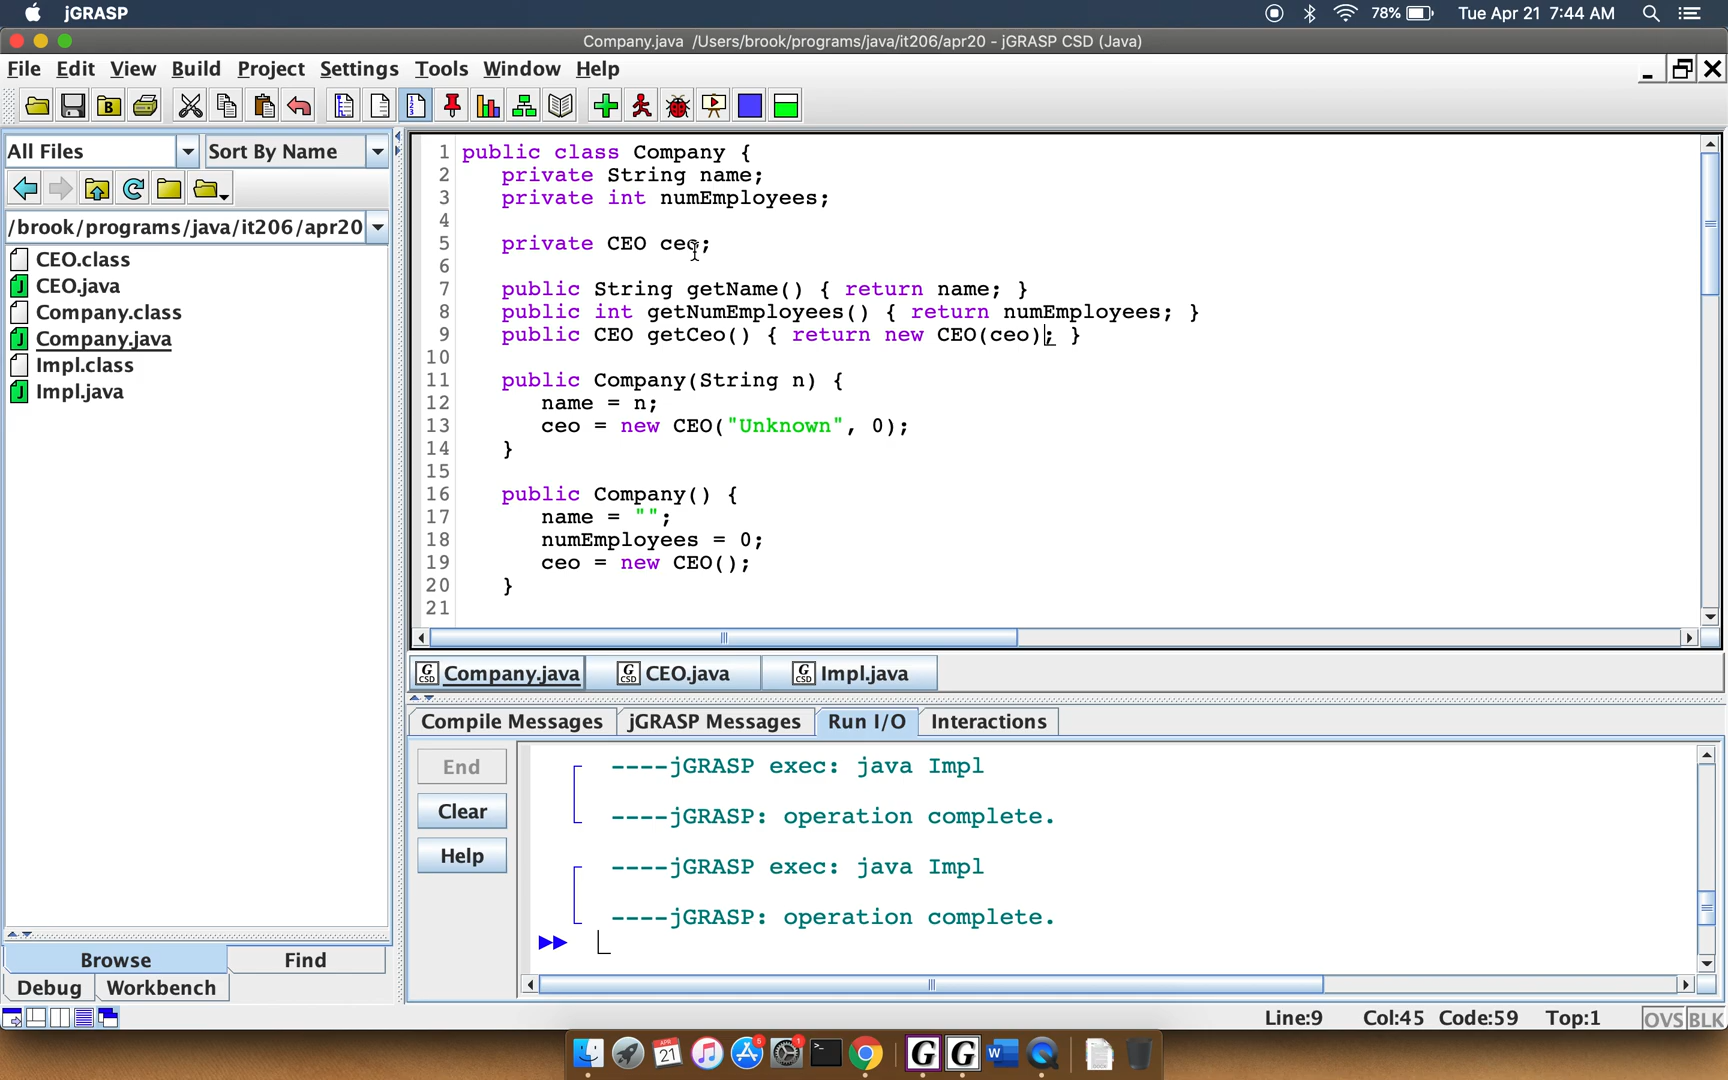 jGRASP
78%
Tue Apr 21 7:44 AM
Company.java /Users/brook/programs/java/it206/apr20 - jGRASP CSD (Java)
File Edit View Build Project Settings Tools Window Help
B
All Files
Sort By Name
/brook/programs/java/it206/apr20
CEO.class
CEO.java
Company.class
Company.java
Impl.class
Impl.java
1 public class Company {
2 private String name;
3 private int numEmployees;
4
5 private CEO ceo;
6
7 public String getName() { return name; }
8 public int getNumEmployees() { return numEmployees; }
9 public CEO getCeo() { return new CEO(ceo); }
10
11 public Company(String n) {
12 name = n;
13 ceo = new CEO("Unknown", 0);
14 }
15
16 public Company() {
17 name = "";
18 numEmployees = 0;
19 ceo = new CEO();
20 }
21
Company.java
CEO.java
Impl.java
Compile Messages
jGRASP Messages
Run I/O
Interactions
End
Clear
Help
----jGRASP exec: java Impl
----jGRASP: operation complete.
----jGRASP exec: java Impl
----jGRASP: operation complete.
Browse
Find
Debug
Workbench
Line:9 Col:45 Code:59 Top:1 OVS BLK